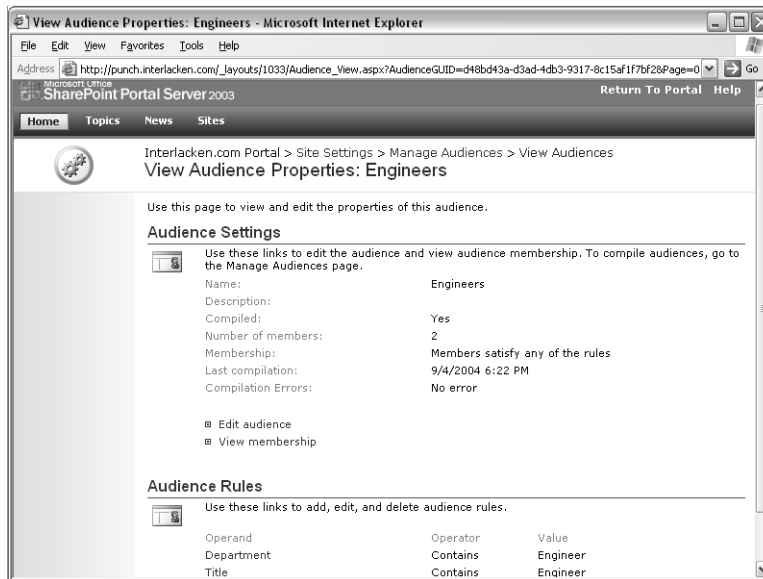 View Audience Properties: Engineers - Microsoft Internet Explorer
File Edit View Favorites Tools Help
Address http://punch.interlacken.com/_layouts/1033/Audience_View.aspx?AudienceGUID=d48bd43a-d3ad-4db3-9317-8c15af1f7bf2&Page=0 Go
Microsoft Office
SharePoint Portal Server 2003 Return To Portal Help
Home Topics News Sites
Interlacken.com Portal > Site Settings > Manage Audiences > View Audiences
View Audience Properties: Engineers
Use this page to view and edit the properties of this audience.
Audience Settings
Use these links to edit the audience and view audience membership. To compile audiences, go to
the Manage Audiences page.
Name: Engineers
Description:
Compiled: Yes
Number of members: 2
Membership: Members satisfy any of the rules
Last compilation: 9/4/2004 6:22 PM
Compilation Errors: No error
Edit audience
View membership
Audience Rules
Use these links to add, edit, and delete audience rules.
Operand Operator Value
Department Contains Engineer
Title Contains Engineer